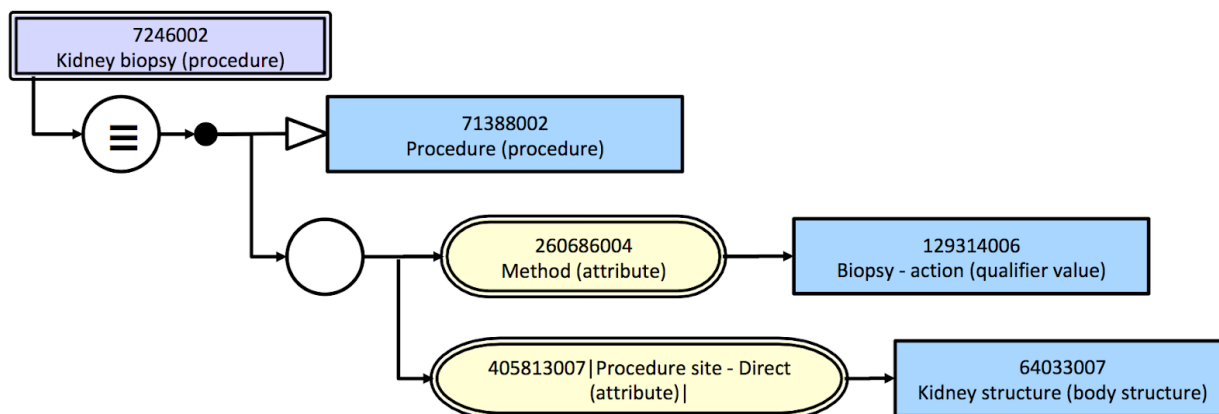 7246002
Kidney biopsy (procedure)
71388002
Procedure (procedure)
260686004
Method (attribute)
129314006
Biopsy - action (qualifier value)
405813007|Procedure site - Direct
(attribute)|
64033007
Kidney structure (body structure)